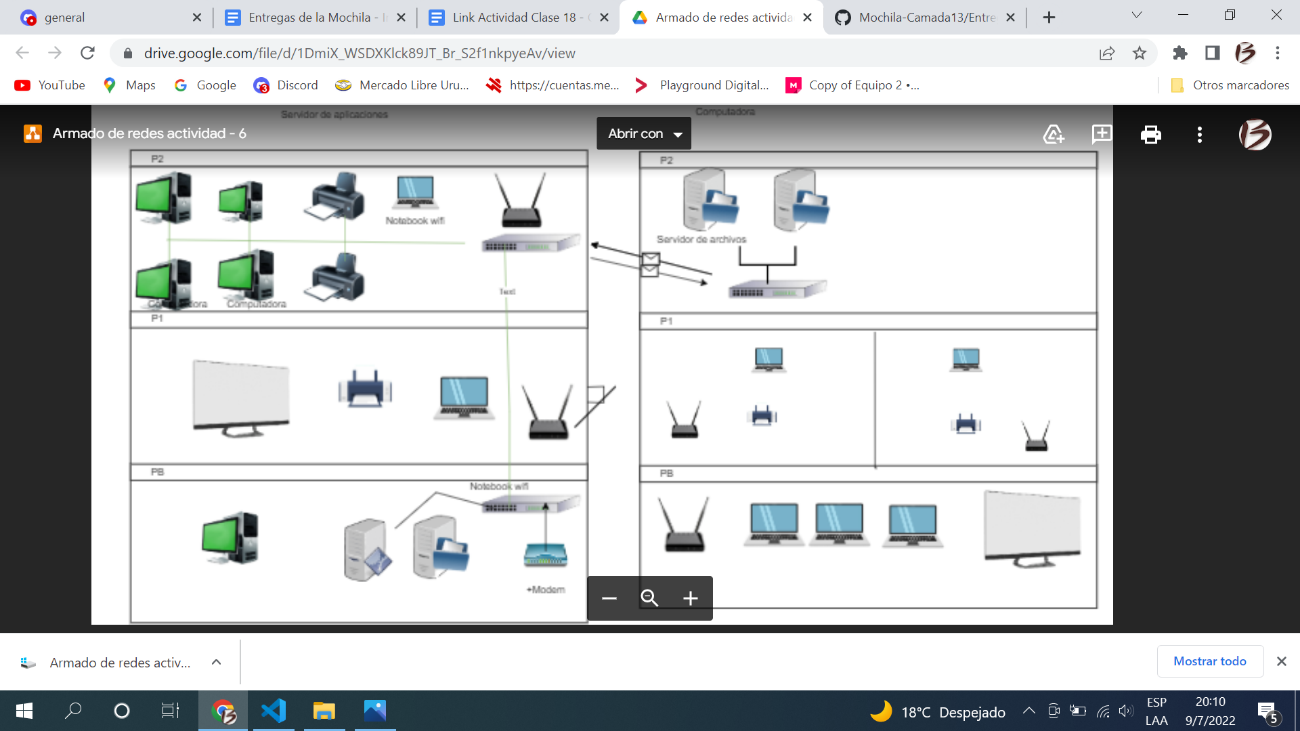 general
Entregas de la Mochila - I
Link Actividad Clase 18 -
Armado de redes activida
Mochila-Camada13/Entre
drive.google.com/file/d/1DmiX_WSDXKlck89JT_Br_S2f1nkpyeAv/view
YouTube
Maps
Google
Discord
Mercado Libre Uru...
https://cuentas.me...
Playground Digital...
Copy of Equipo 2 •...
Otros marcadores
Servidor de aplicaciones
Computadora
Armado de redes actividad - 6
Abrir con
P2
P2
Notebook wifi
Servidor de archivos
Text
Computadora
Computadora
P1
P1
PB
PB
Notebook wifi
+Modem
Armado de redes activ...
Mostrar todo
18°C Despejado
ESP
LAA
20:10
9/7/2022
5